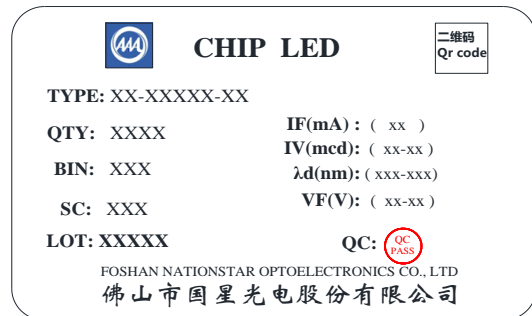 AAA
CHIP LED
二维码
Qr code
TYPE: XX-XXXXX-XX
QTY: XXXX
BIN: XXX
SC: XXX
LOT: XXXXX
IF(mA) : ( xx )
IV(mcd): ( xx-xx )
λd(nm): ( xxx-xxx)
VF(V): ( xx-xx )
QC:
QC
PASS
FOSHAN NATIONSTAR OPTOELECTRONICS CO., LTD
佛山市国星光电股份有限公司